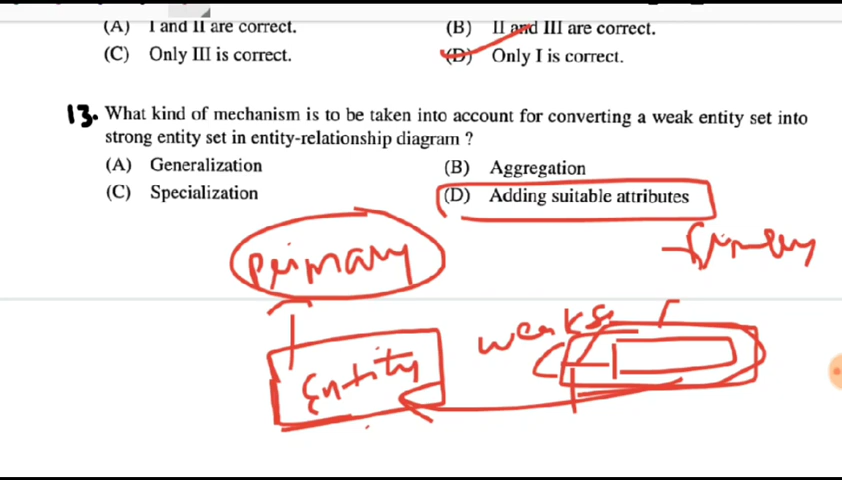 (A) I and II are correct. (B) II and III are correct.
(C) Only III is correct. (D) Only I is correct.
13. What kind of mechanism is to be taken into account for converting a weak entity set into
strong entity set in entity-relationship diagram ?
(A) Generalization (B) Aggregation
(C) Specialization (D) Adding suitable attributes
Primary
Entity